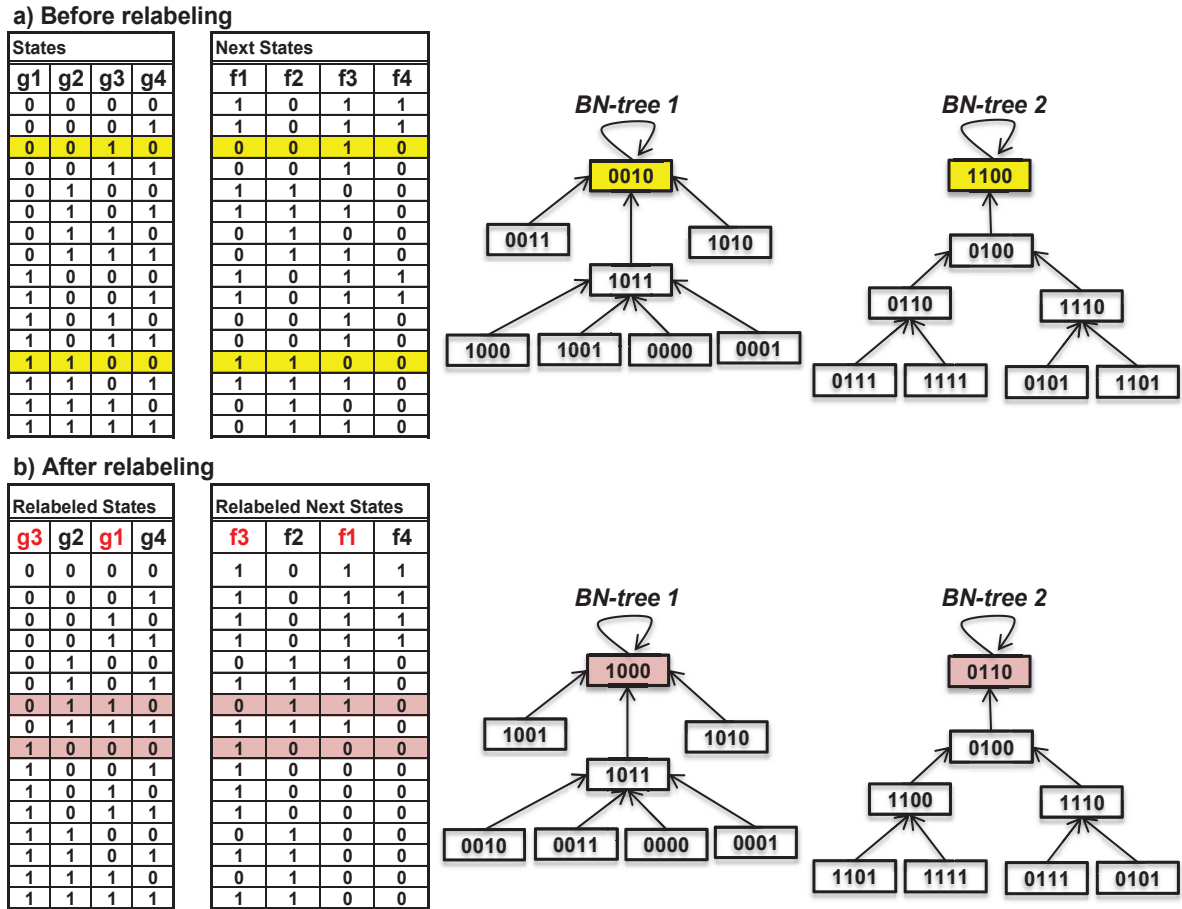 a) Before relabeling
States
g1 g2 g3 g4
0 0 0 0
0 0 0 1
0 0 1 0
0 0 1 1
0 1 0 0
0 1 0 1
0 1 1 0
0 1 1 1
1 0 0 0
1 0 0 1
1 0 1 0
1 0 1 1
1 1 0 0
1 1 0 1
1 1 1 0
1 1 1 1
Next States
f1 f2 f3 f4
1 0 1 1
1 0 1 1
0 0 1 0
0 0 1 0
1 1 0 0
1 1 1 0
0 1 0 0
0 1 1 0
1 0 1 1
1 0 1 1
0 0 1 0
0 0 1 0
1 1 0 0
1 1 1 0
0 1 0 0
0 1 1 0
BN-tree 1
0010
0011 1010
1011
1000 1001 0000 0001
BN-tree 2
1100
0100
0110 1110
0111 1111 0101 1101
b) After relabeling
Relabeled States
g3 g2 g1 g4
0 0 0 0
0 0 0 1
0 0 1 0
0 0 1 1
0 1 0 0
0 1 0 1
0 1 1 0
0 1 1 1
1 0 0 0
1 0 0 1
1 0 1 0
1 0 1 1
1 1 0 0
1 1 0 1
1 1 1 0
1 1 1 1
Relabeled Next States
f3 f2 f1 f4
1 0 1 1
1 0 1 1
1 0 1 1
1 0 1 1
0 1 1 0
1 1 1 0
0 1 1 0
1 1 1 0
1 0 0 0
1 0 0 0
1 0 0 0
1 0 0 0
0 1 0 0
1 1 0 0
0 1 0 0
1 1 0 0
BN-tree 1
1000
1001 1010
1011
0010 0011 0000 0001
BN-tree 2
0110
0100
1100 1110
1101 1111 0111 0101